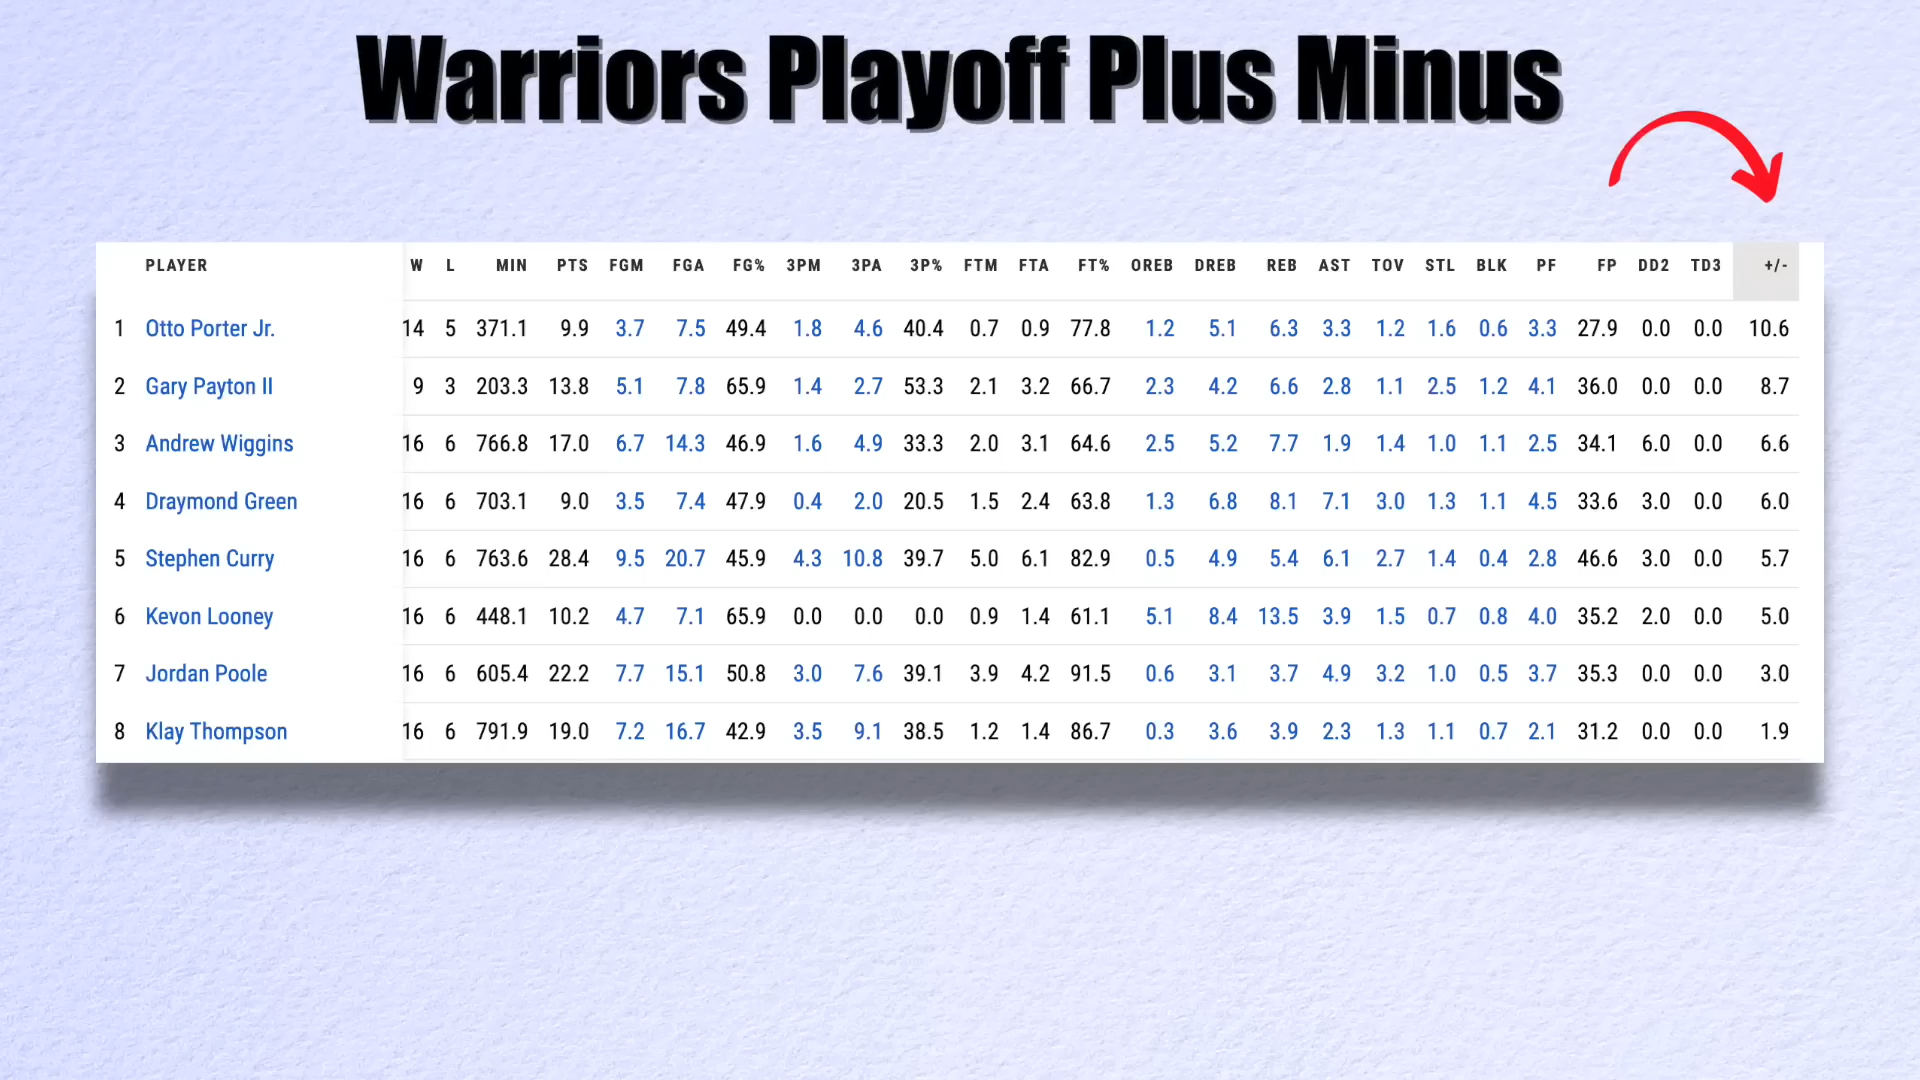 Warriors Playoff Plus Minus
PLAYER W L MIN PTS FGM FGA FG% 3PM 3PA 3P% FTM FTA FT% OREB DREB REB AST TOV STL BLK PF FP DD2 TD3 +/-
1 Otto Porter Jr. 14 5 371.1 9.9 3.7 7.5 49.4 1.8 4.6 40.4 0.7 0.9 77.8 1.2 5.1 6.3 3.3 1.2 1.6 0.6 3.3 27.9 0.0 0.0 10.6
2 Gary Payton II 9 3 203.3 13.8 5.1 7.8 65.9 1.4 2.7 53.3 2.1 3.2 66.7 2.3 4.2 6.6 2.8 1.1 2.5 1.2 4.1 36.0 0.0 0.0 8.7
3 Andrew Wiggins 16 6 766.8 17.0 6.7 14.3 46.9 1.6 4.9 33.3 2.0 3.1 64.6 2.5 5.2 7.7 1.9 1.4 1.0 1.1 2.5 34.1 6.0 0.0 6.6
4 Draymond Green 16 6 703.1 9.0 3.5 7.4 47.9 0.4 2.0 20.5 1.5 2.4 63.8 1.3 6.8 8.1 7.1 3.0 1.3 1.1 4.5 33.6 3.0 0.0 6.0
5 Stephen Curry 16 6 763.6 28.4 9.5 20.7 45.9 4.3 10.8 39.7 5.0 6.1 82.9 0.5 4.9 5.4 6.1 2.7 1.4 0.4 2.8 46.6 3.0 0.0 5.7
6 Kevon Looney 16 6 448.1 10.2 4.7 7.1 65.9 0.0 0.0 0.0 0.9 1.4 61.1 5.1 8.4 13.5 3.9 1.5 0.7 0.8 4.0 35.2 2.0 0.0 5.0
7 Jordan Poole 16 6 605.4 22.2 7.7 15.1 50.8 3.0 7.6 39.1 3.9 4.2 91.5 0.6 3.1 3.7 4.9 3.2 1.0 0.5 3.7 35.3 0.0 0.0 3.0
8 Klay Thompson 16 6 791.9 19.0 7.2 16.7 42.9 3.5 9.1 38.5 1.2 1.4 86.7 0.3 3.6 3.9 2.3 1.3 1.1 0.7 2.1 31.2 0.0 0.0 1.9